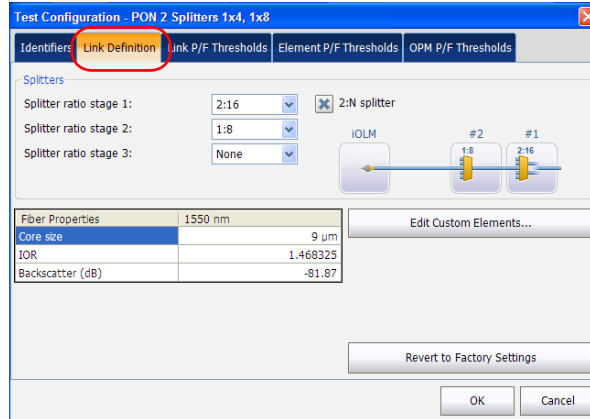 Test Configuration - PON 2 Splitters 1x4, 1x8
Identifiers Link Definition Link P/F Thresholds Element P/F Thresholds OPM P/F Thresholds
Splitters
Splitter ratio stage 1: 2:16 2:N splitter
Splitter ratio stage 2: 1:8
Splitter ratio stage 3: None
iOLM #2 #1
1:8 2:16
Fiber Properties 1550 nm
Core size 9 µm
IOR 1.468325
Backscatter (dB) -81.87
Edit Custom Elements...
Revert to Factory Settings
OK Cancel